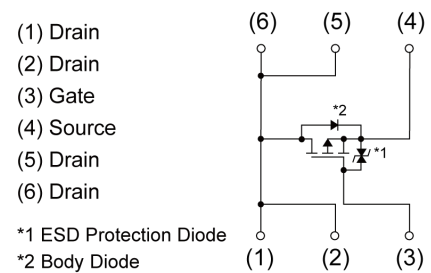 (1) Drain
(2) Drain
(3) Gate
(4) Source
(5) Drain
(6) Drain
*1 ESD Protection Diode
*2 Body Diode
(6) (5) (4)
*2
*1
(1) (2) (3)